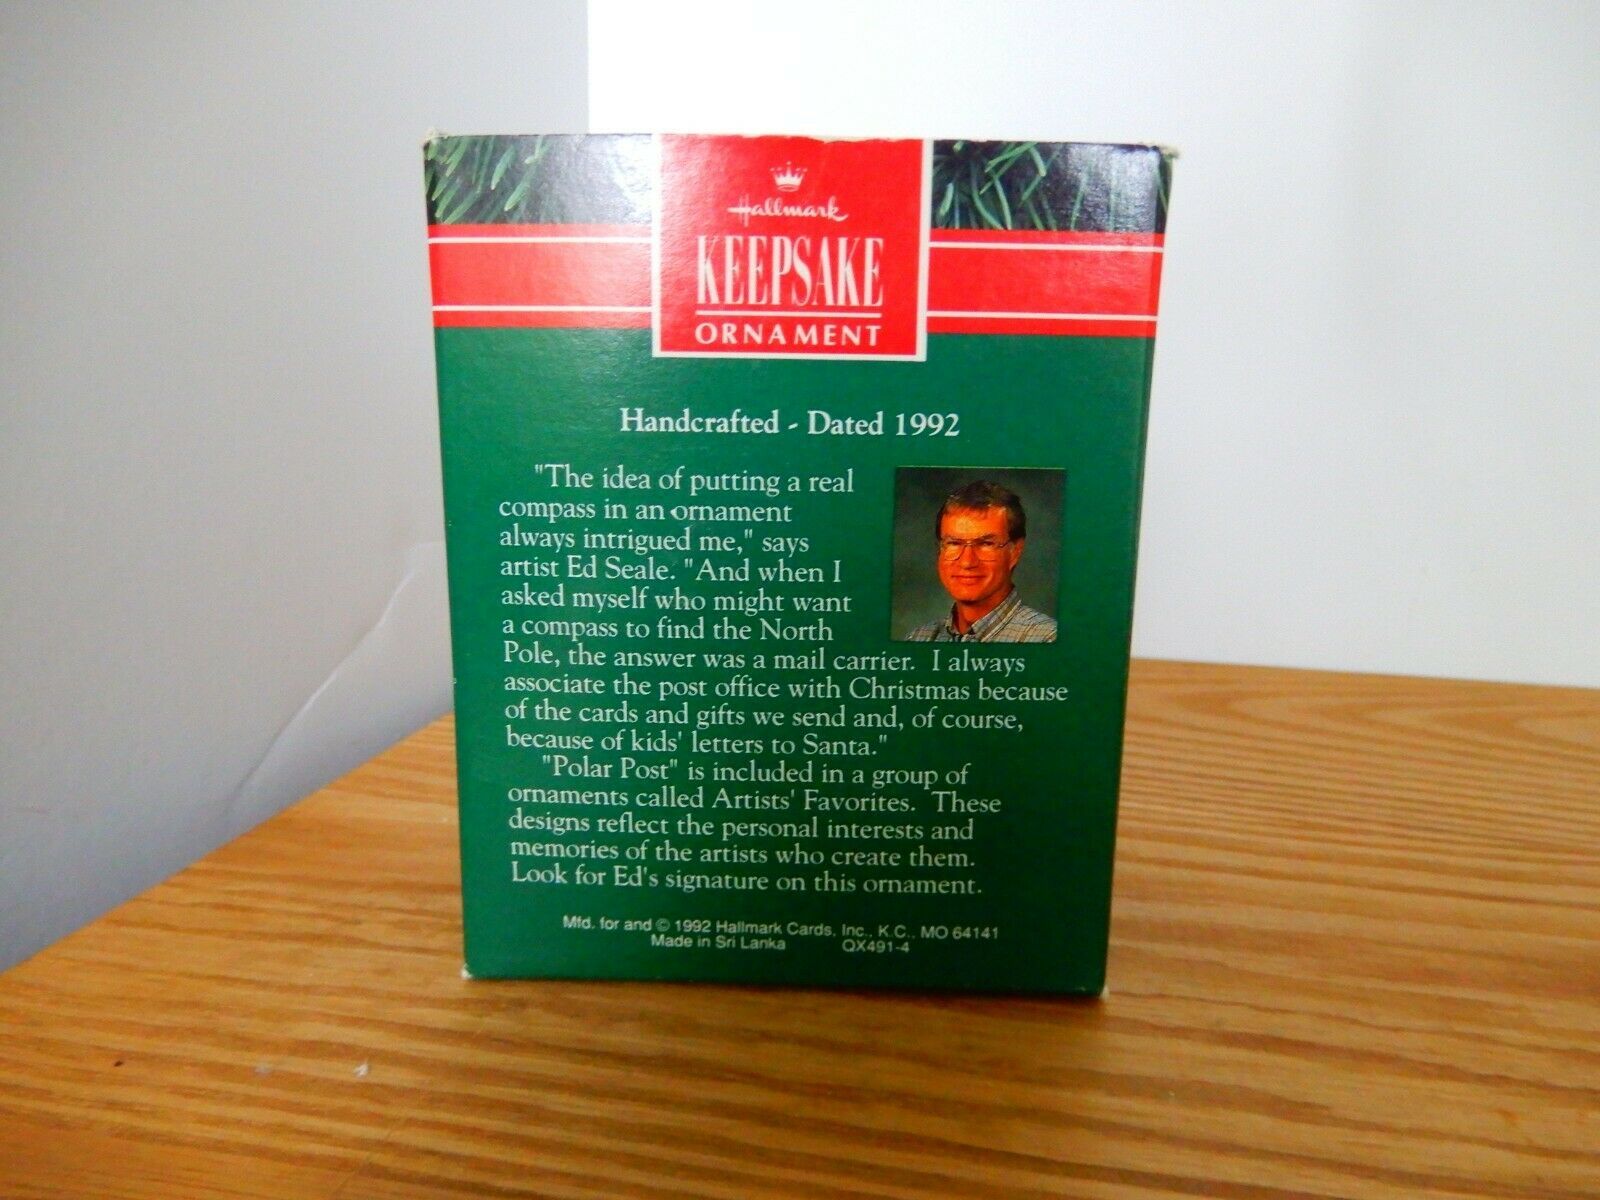 Hallmark
KEEPSAKE
ORNAMENT
Handcrafted - Dated 1992
"The idea of putting a real
compass in an ornament
always intrigued me," says
artist Ed Seale. "And when I
asked myself who might want
a compass to find the North
Pole, the answer was a mail carrier. I always
associate the post office with Christmas because
of the cards and gifts we send and, of course,
because of kids' letters to Santa."
"Polar Post" is included in a group of
ornaments called Artists' Favorites. These
designs reflect the personal interests and
memories of the artists who create them.
Look for Ed's signature on this ornament.
Mfd. for and © 1992 Hallmark Cards, Inc., K.C., MO 64141
Made in Sri Lanka QX491-4